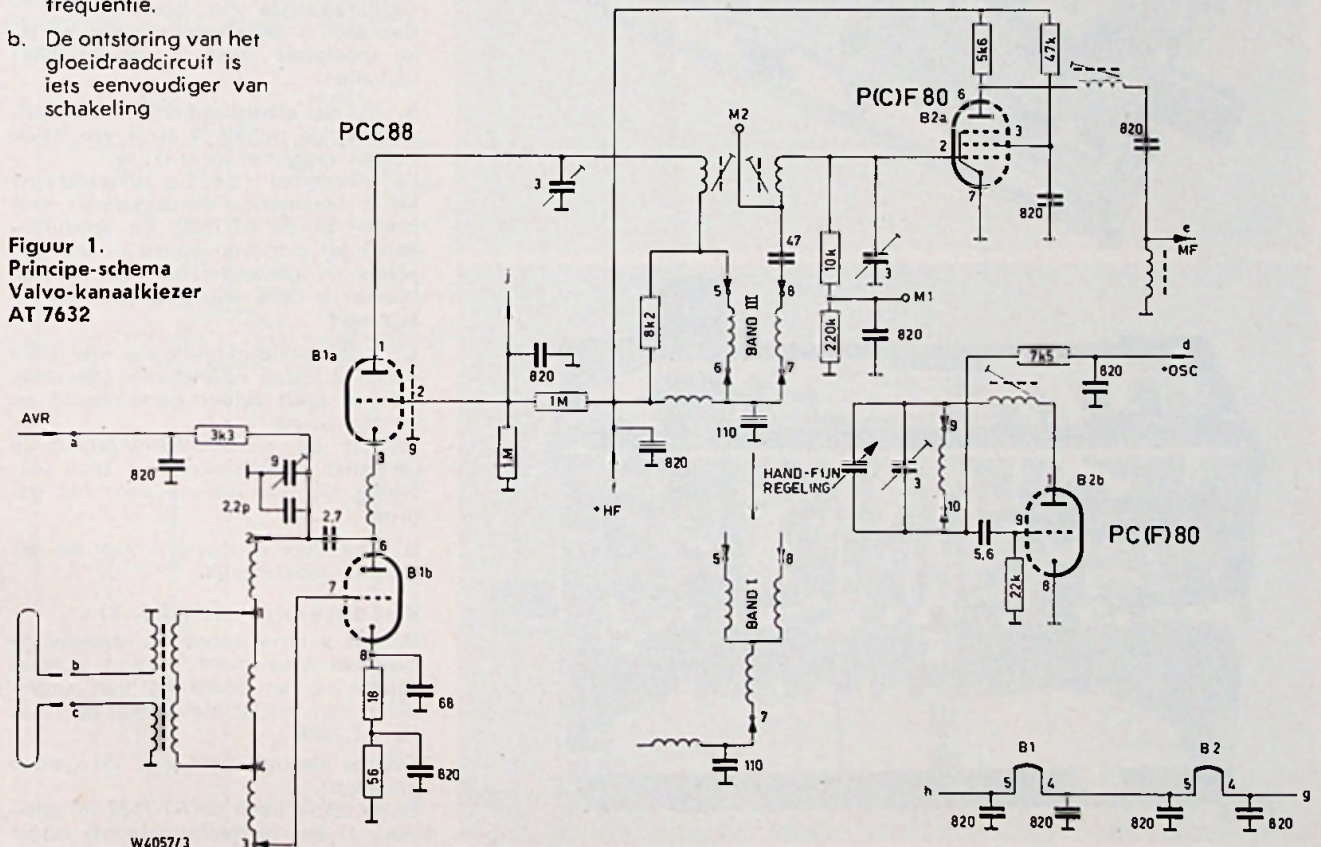 frequentie.
b. De ontstoring van het
gloeidraadcircuit is
iets eenvoudiger van
schakeling
Figuur 1.
Principe-schema
Valvo-kanaalkiezer
AT 7632
PCC88
P(C)F80
B2a
6
3
2
7
5k6
47k
820
820
e
MF
M2
3
47
10k
3
M1
220k
820
5
8
BAND III
6
7
8k2
110
j
820
1M
1M
820
+HF
B1a
1
2
3
9
AVR
a
820
3k3
9
2,2p
2
2,7
6
B1b
7
8
18
68
56
820
b
c
3
W4057/3
7k5
820
d
+OSC
HAND-FIJN
REGELING
3
9
10
5,6
22k
1
9
8
B2b
PC(F)80
5
8
BAND I
7
110
h
B1
5
4
B2
5
4
g
820
820
820
820